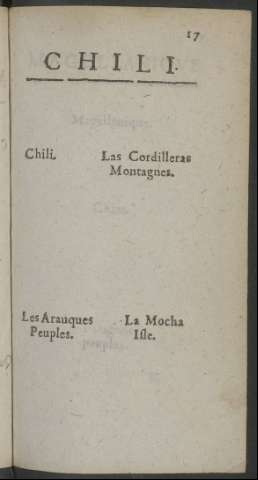 17
CHILI.
Chili. Las Cordilleras
Montagnes.
Les Arauques La Mocha
Peuples. Isle.